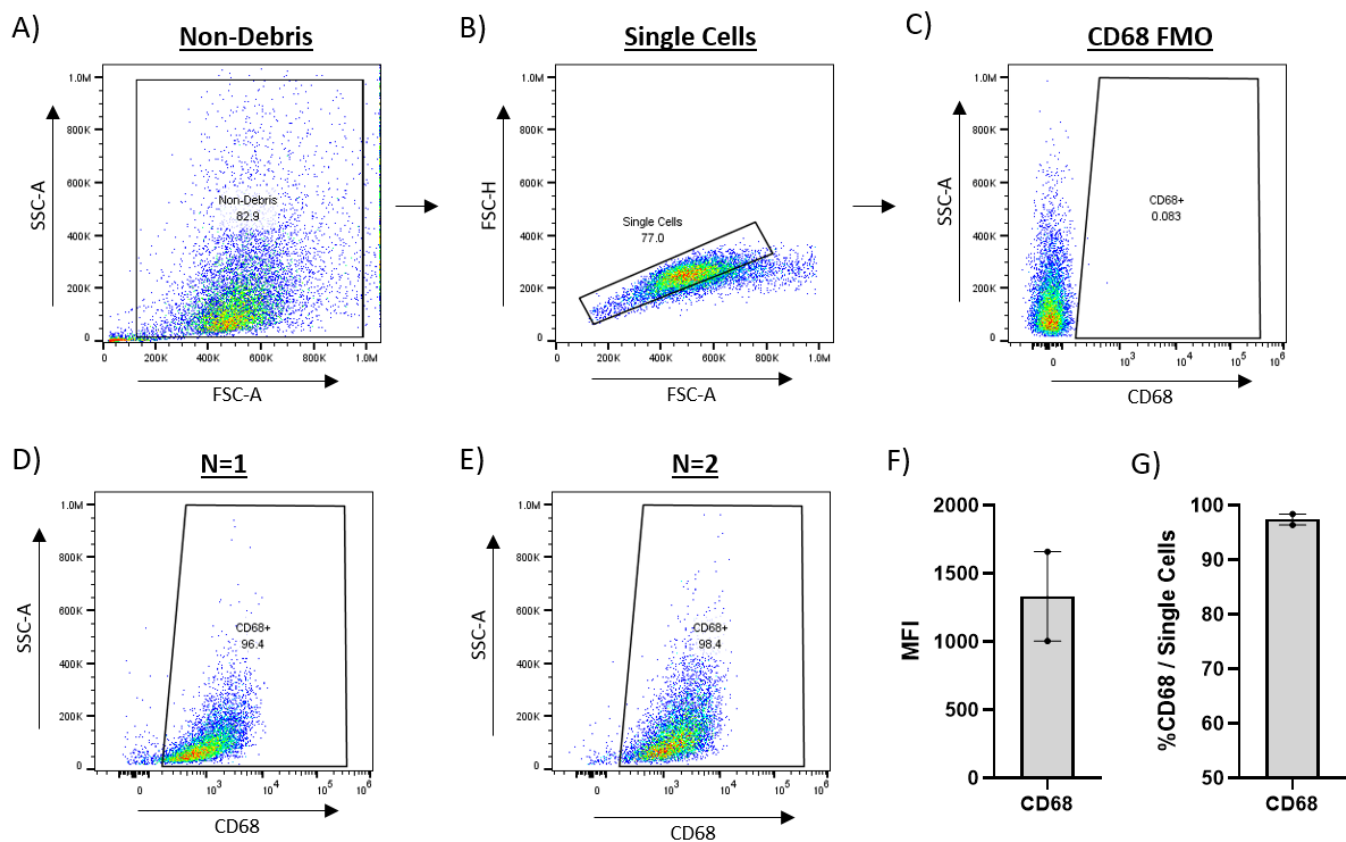 A)
Non-Debris
1.0M
800K
600K
400K
200K
0
Non-Debris
82.9
0
200K
400K
600K
800K
1.0M
SSC-A
FSC-A
B)
Single Cells
1.0M
800K
600K
400K
200K
0
Single Cells
77.0
0
200K
400K
600K
800K
1.0M
FSC-H
FSC-A
C)
CD68 FMO
1.0M
800K
600K
400K
200K
0
CD68+
0.083
0
10³
10⁴
10⁵
10⁶
SSC-A
CD68
D)
N=1
1.0M
800K
600K
400K
200K
0
CD68+
96.4
0
10³
10⁴
10⁵
10⁶
SSC-A
CD68
E)
N=2
1.0M
800K
600K
400K
200K
0
CD68+
98.4
0
10³
10⁴
10⁵
10⁶
SSC-A
CD68
F)
2000
1500
1000
500
0
MFI
CD68
G)
100
90
80
70
60
50
%CD68 / Single Cells
CD68